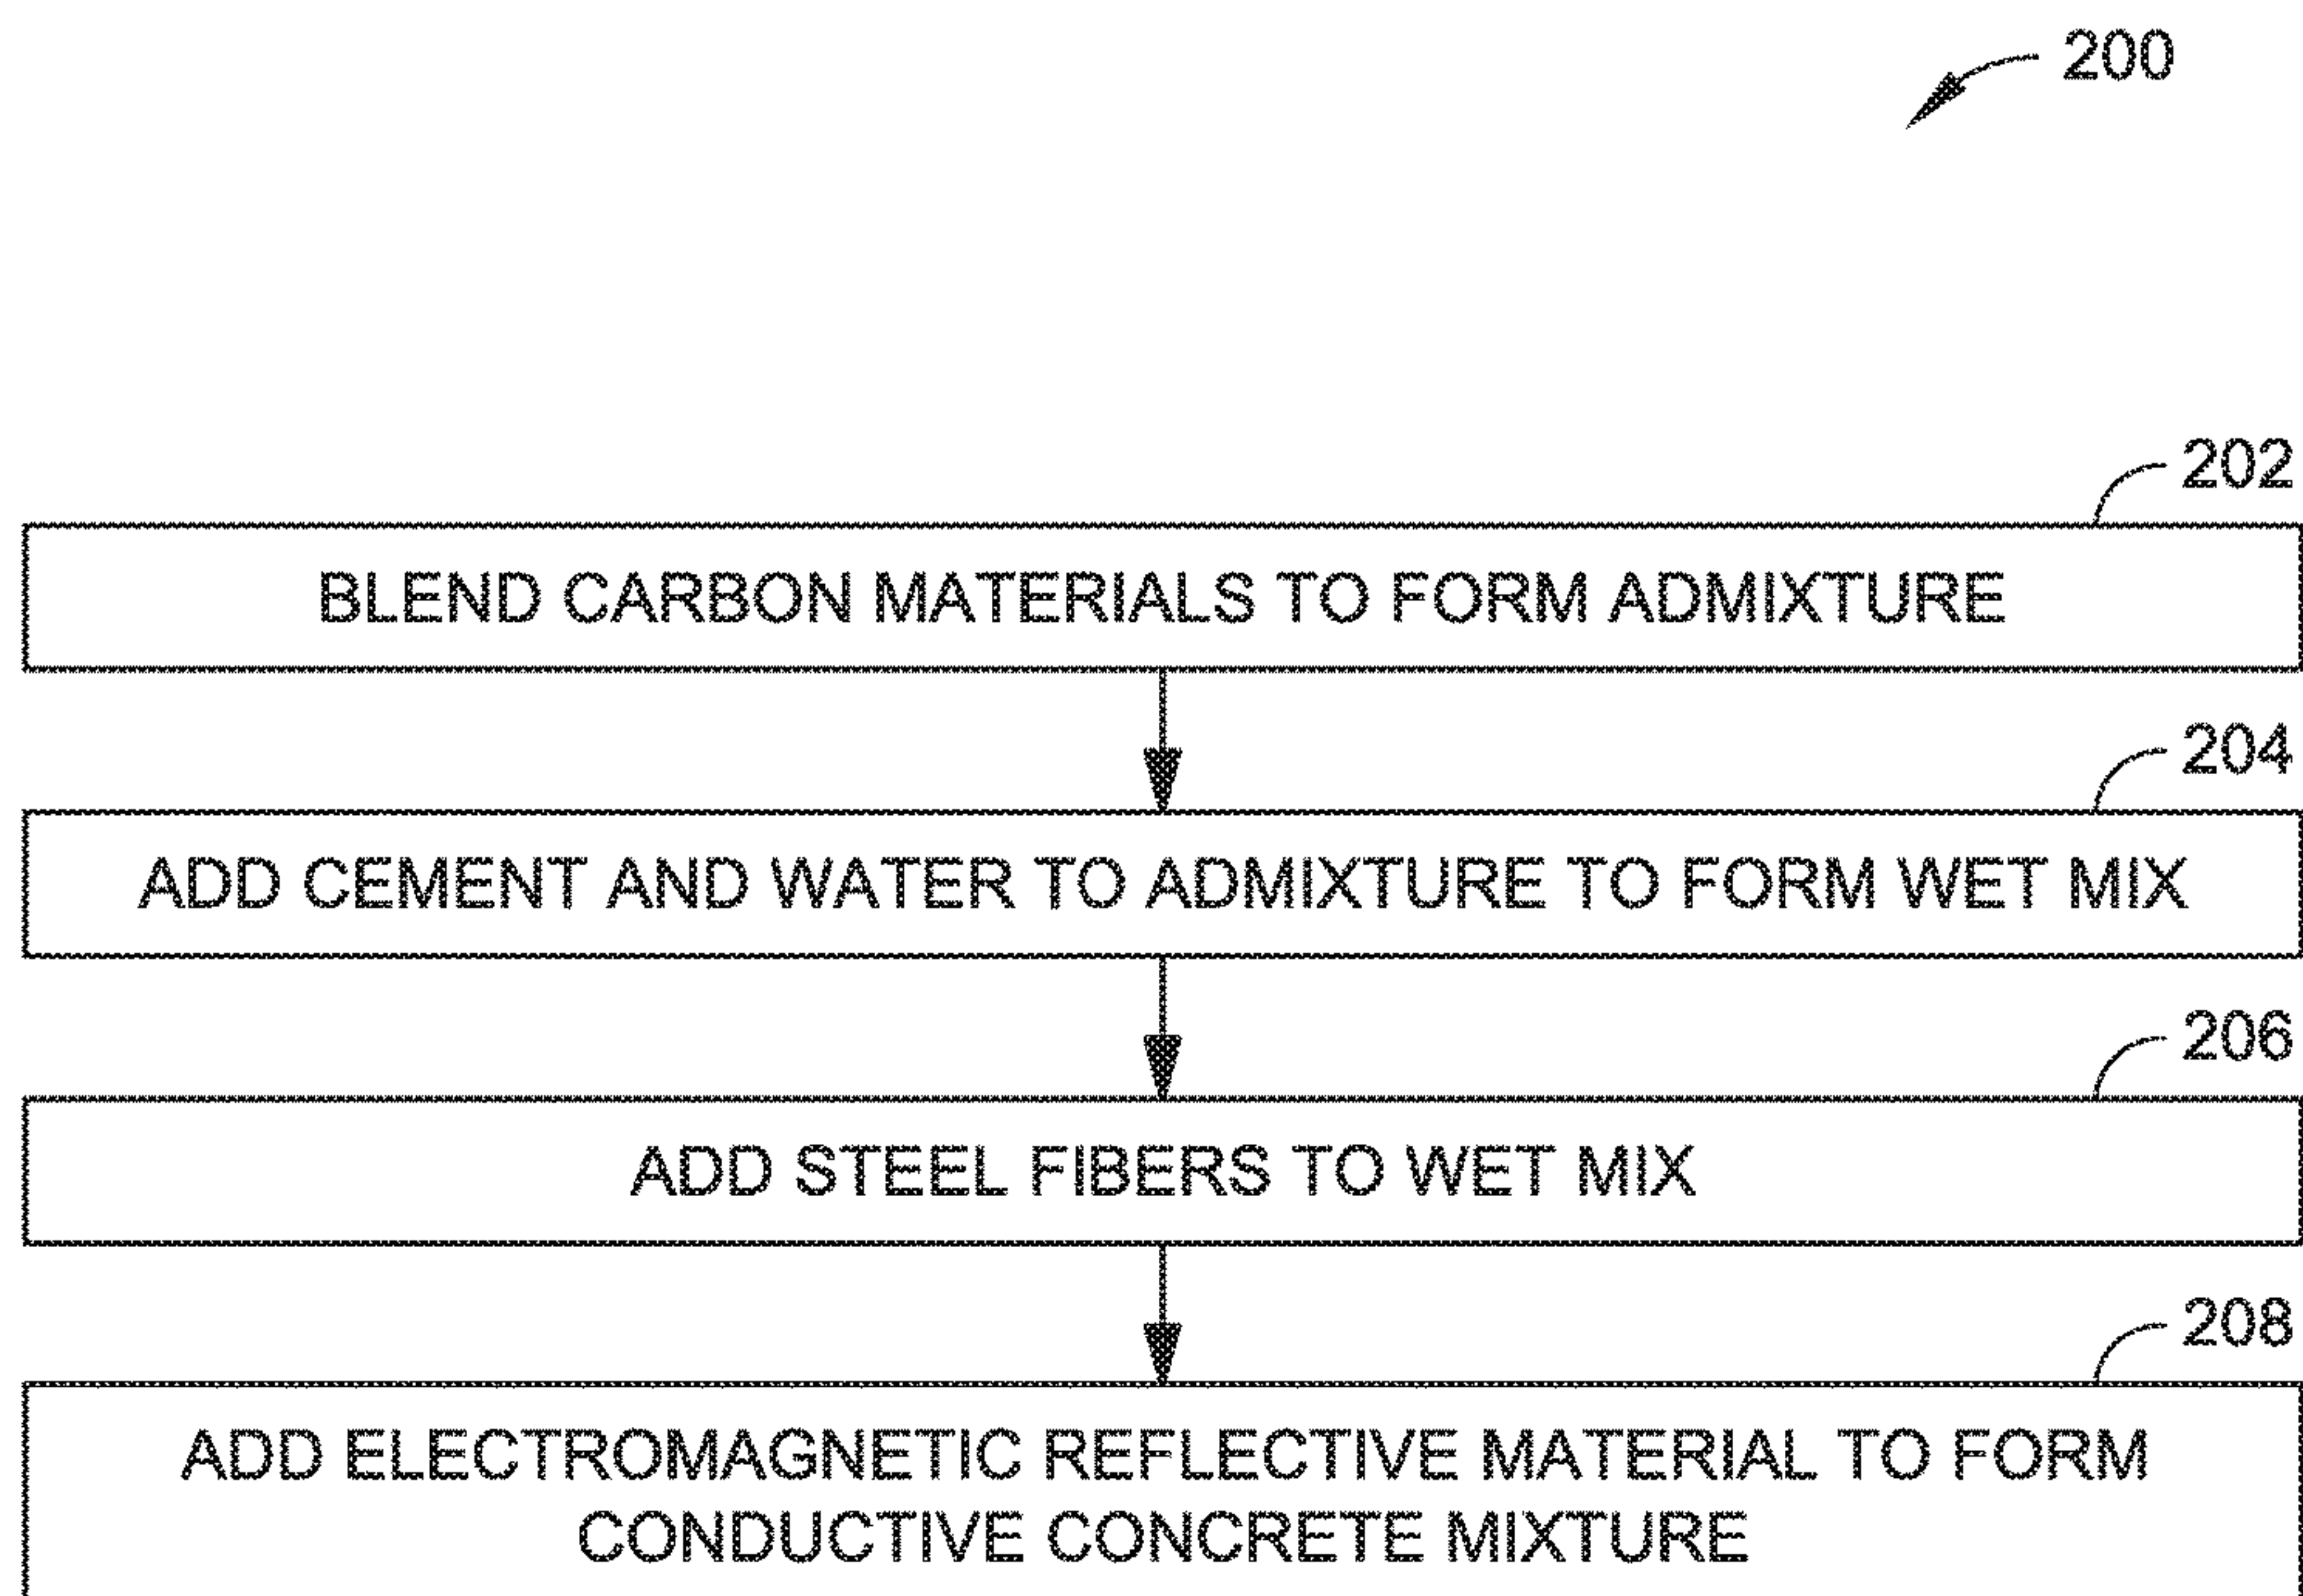 200
202
BLEND CARBON MATERIALS TO FORM ADMIXTURE
204
ADD CEMENT AND WATER TO ADMIXTURE TO FORM WET MIX
206
ADD STEEL FIBERS TO WET MIX
208
ADD ELECTROMAGNETIC REFLECTIVE MATERIAL TO FORM
CONDUCTIVE CONCRETE MIXTURE